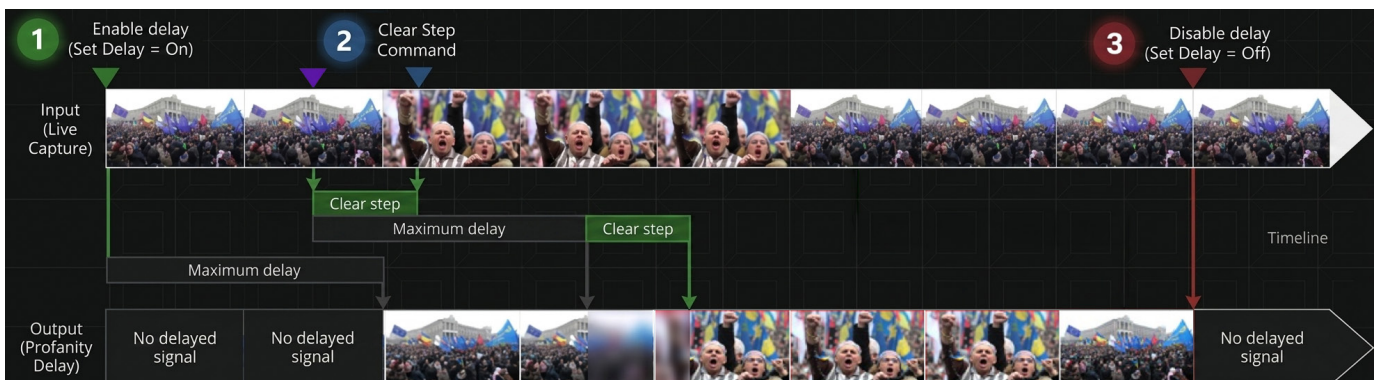 1
Enable delay
(Set Delay = On)
2
Clear Step
Command
3
Disable delay
(Set Delay = Off)
Input
(Live
Capture)
Clear step
Maximum delay
Clear step
Timeline
Maximum delay
Output
(Profanity
Delay)
No delayed
signal
No delayed
signal
No delayed
signal